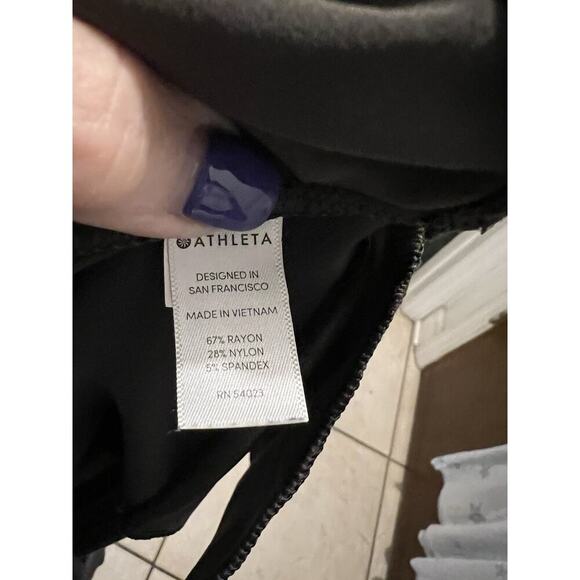 ATHLETA
DESIGNED IN
SAN FRANCISCO
MADE IN VIETNAM
67% RAYON
28% NYLON
5% SPANDEX
RN 54023